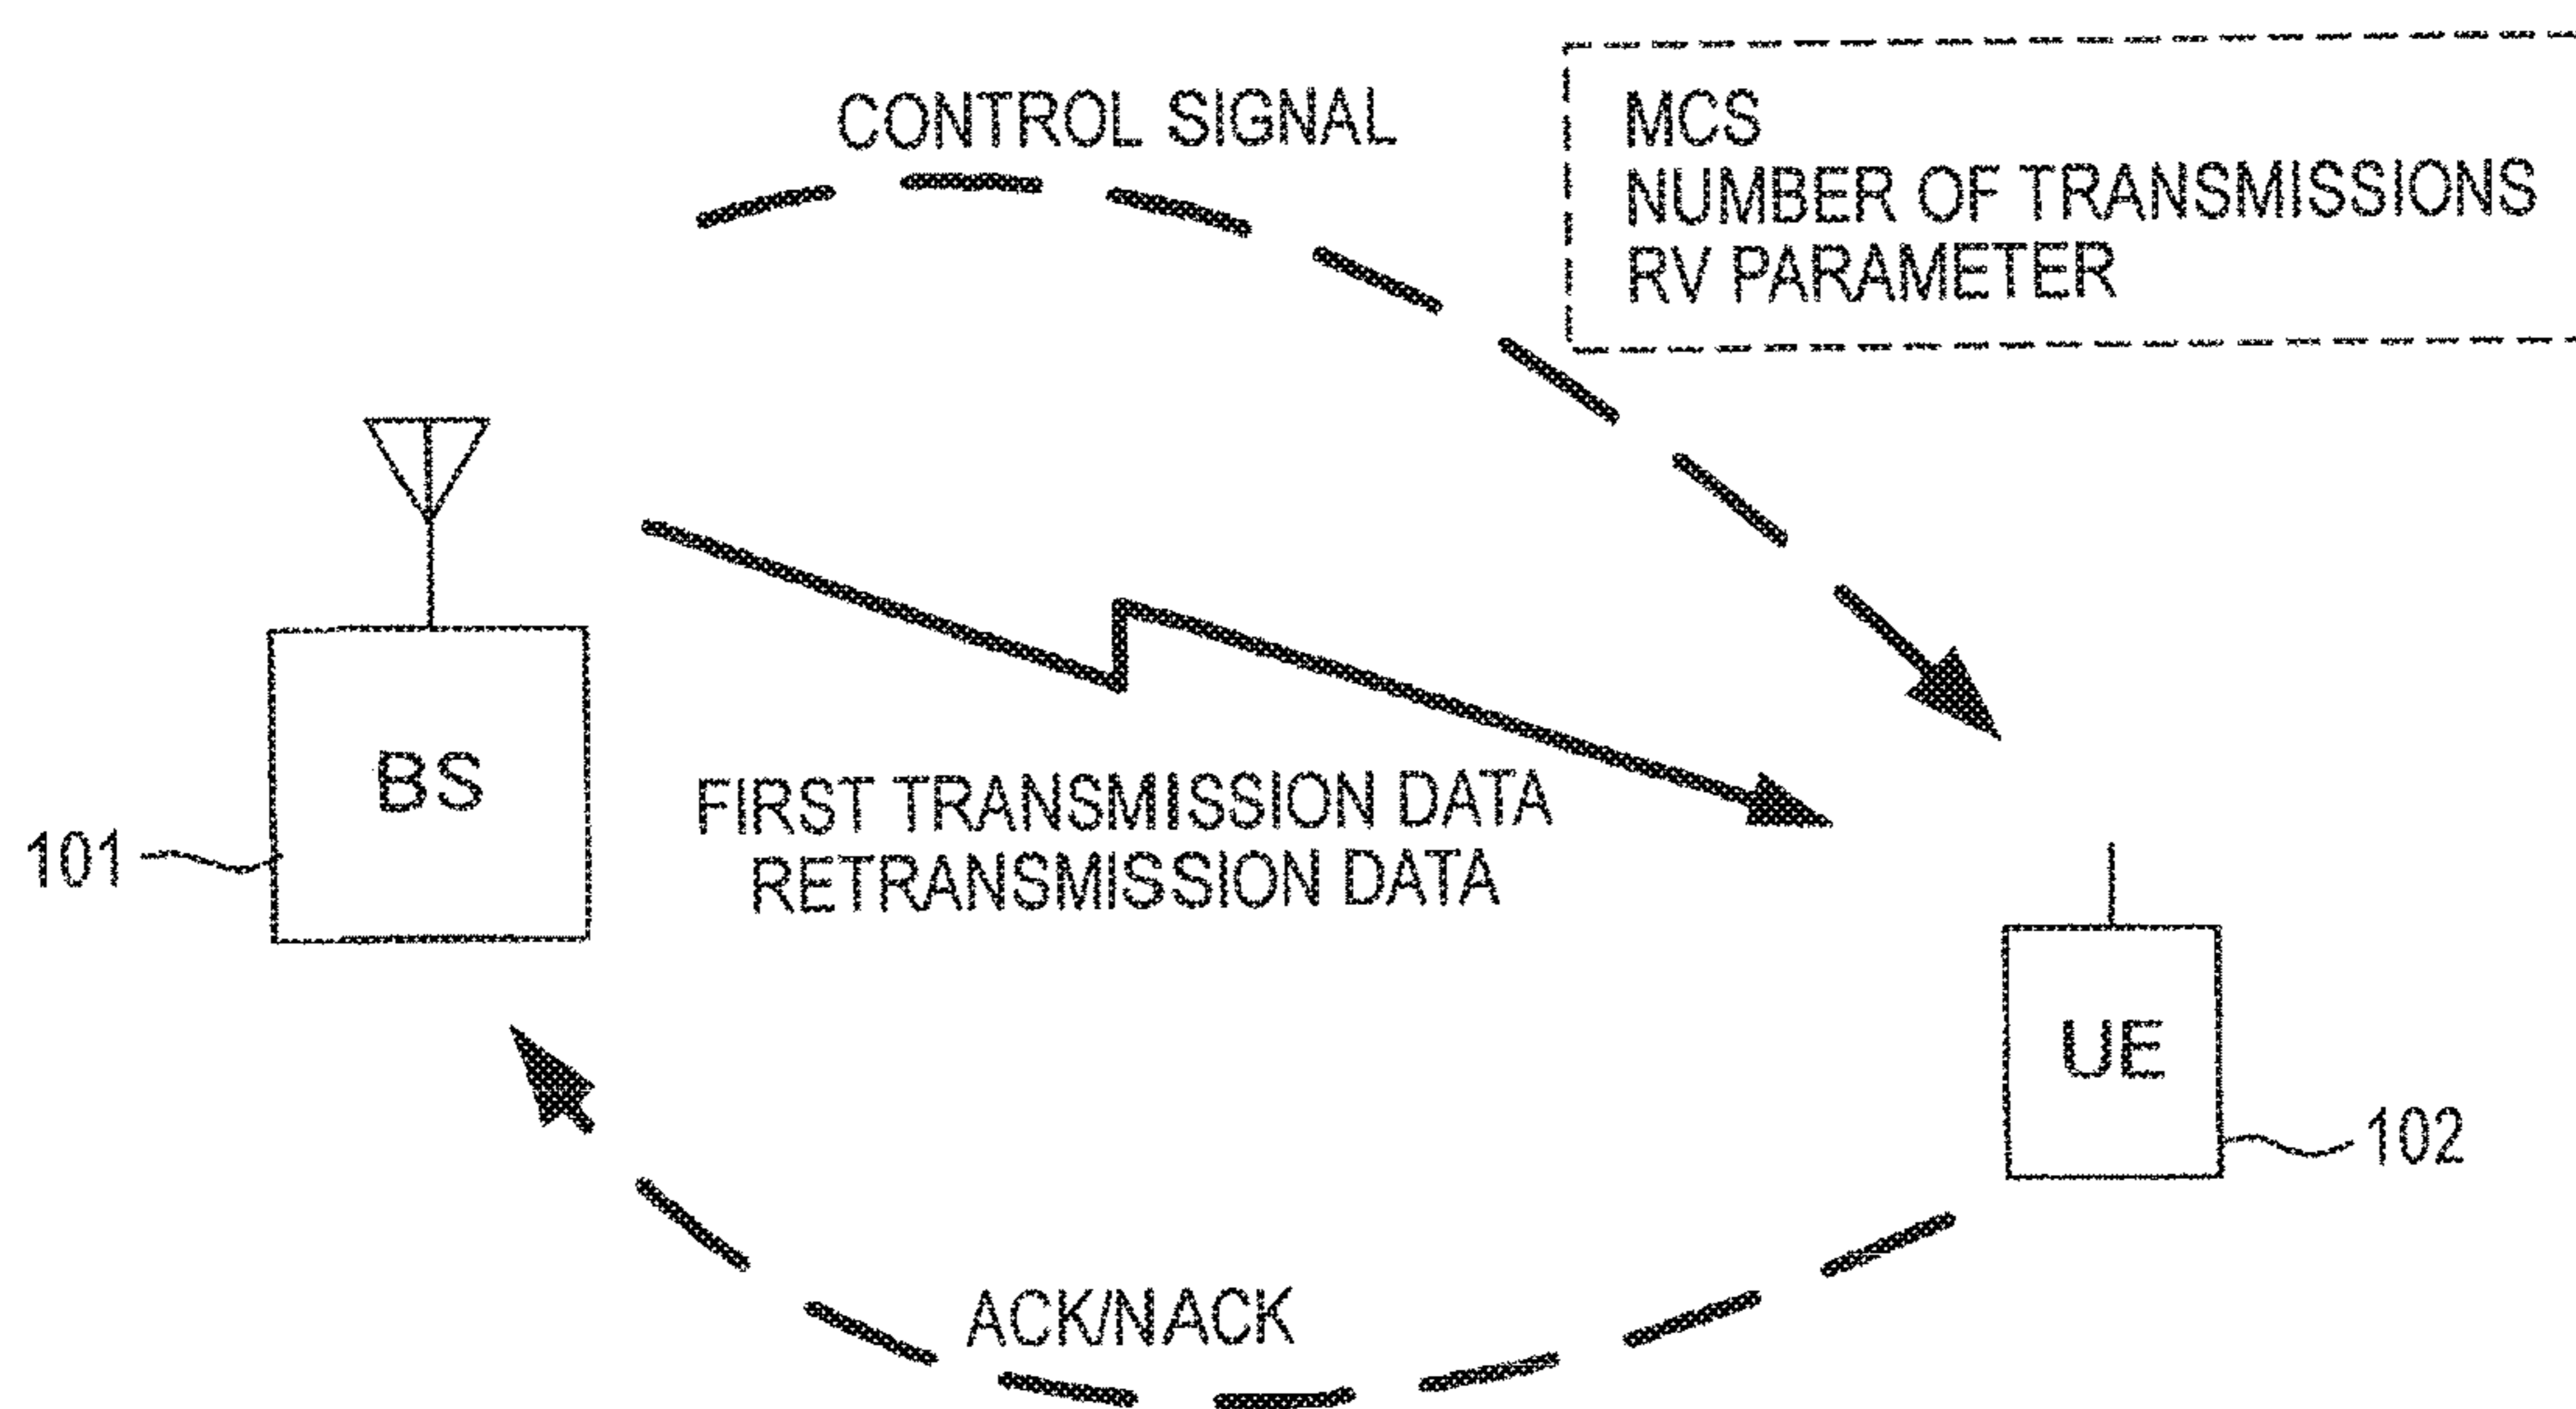 CONTROL SIGNAL
MCS
NUMBER OF TRANSMISSIONS
RV PARAMETER
BS
101
FIRST TRANSMISSION DATA
RETRANSMISSION DATA
UE
102
ACK/NACK